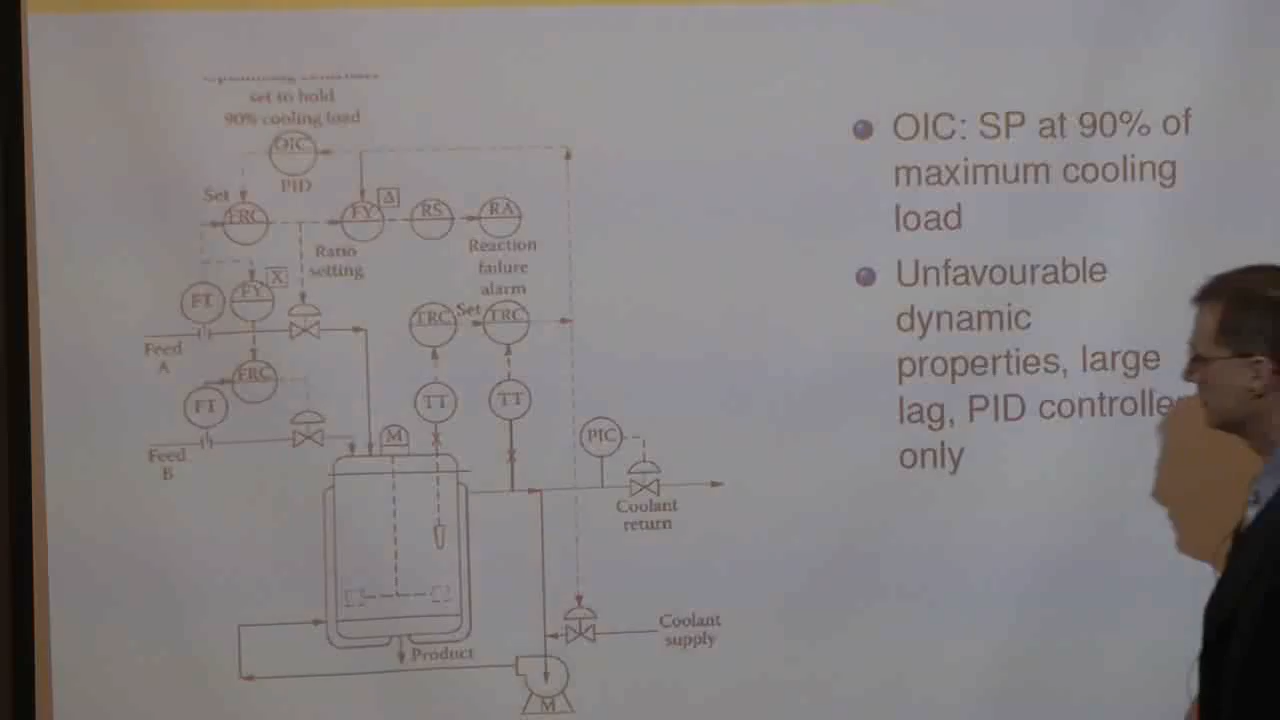 set to hold
90% cooling load
OIC
PID
Set
FRC
FY
Δ
RS
RA
Ratio
setting
Reaction
failure
alarm
FT
FY
X
TRC
Set
TRC
Feed
A
FRC
FT
TT
TT
Feed
B
M
PIC
Coolant
return
Coolant
supply
Product
M
OIC: SP at 90% of
maximum cooling
load
Unfavourable
dynamic
properties, large
lag, PID controller
only